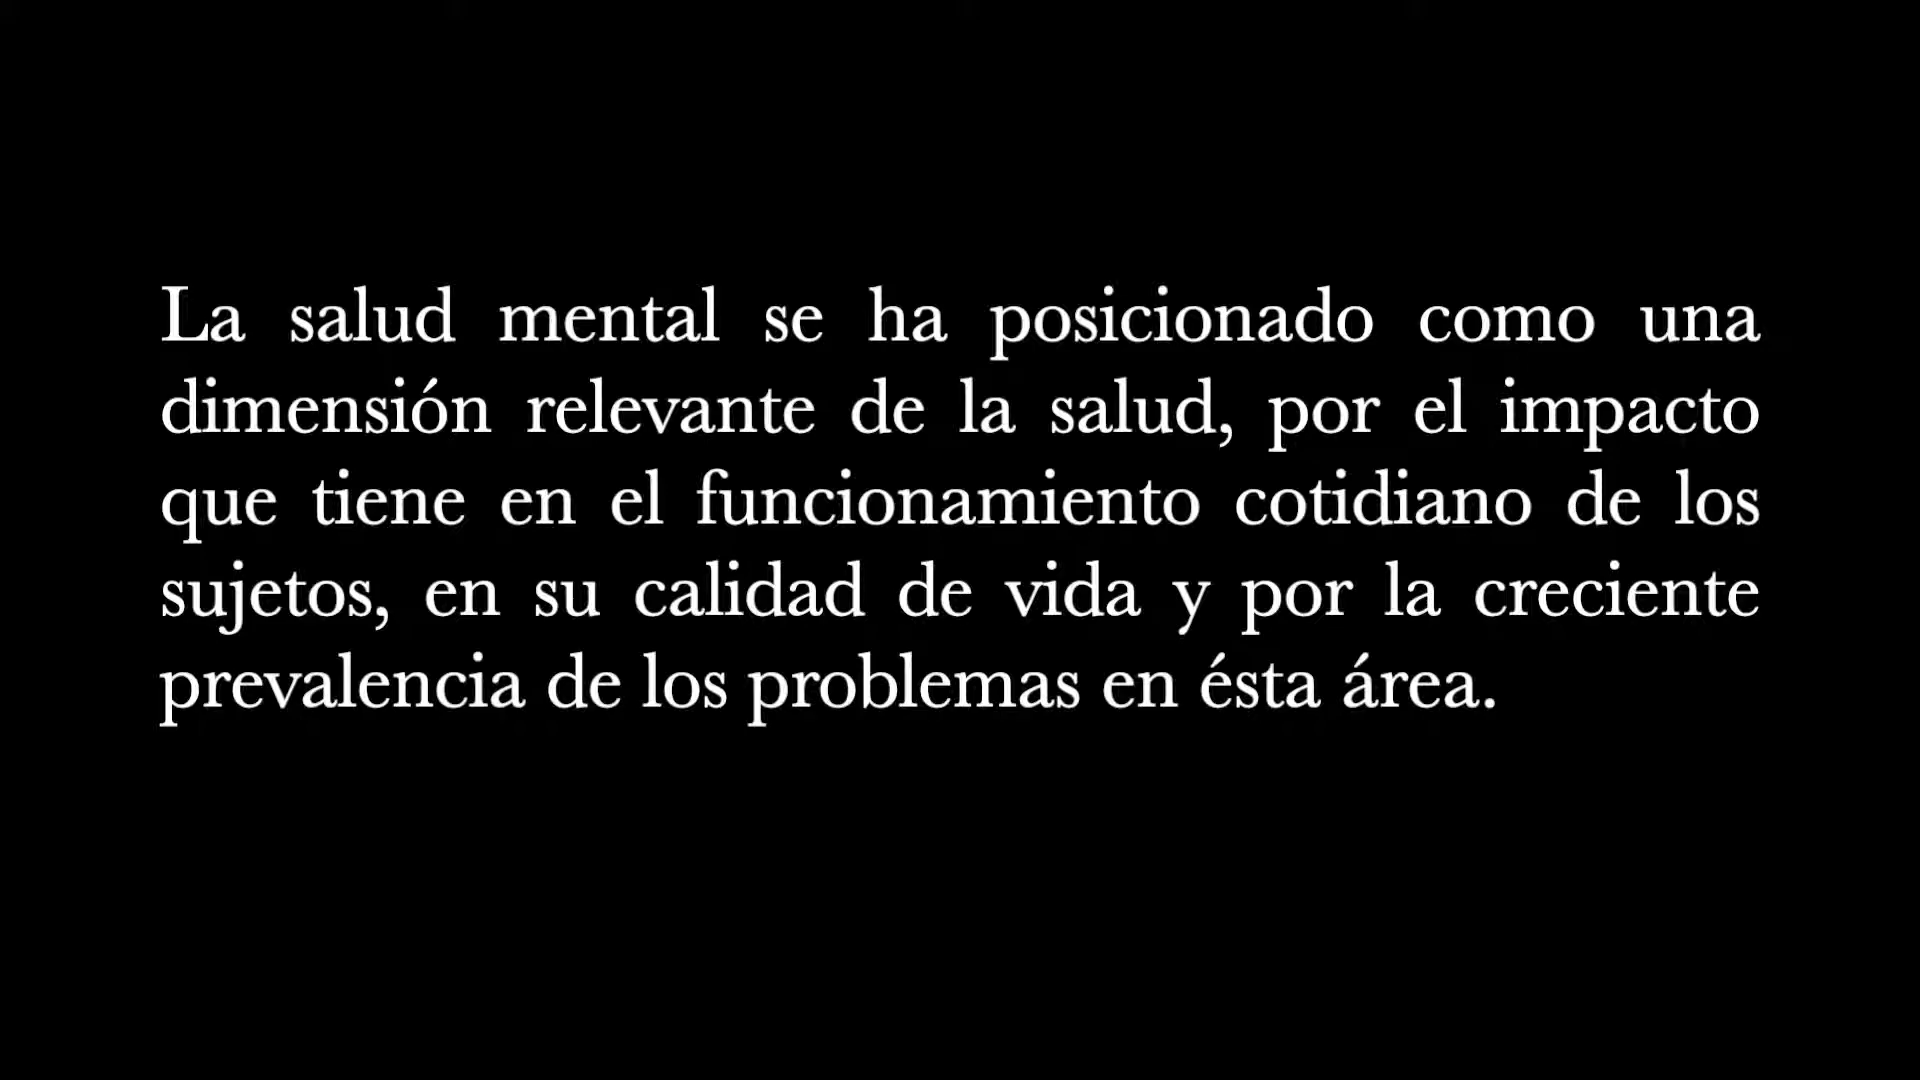 La salud mental se ha posicionado como una
dimensión relevante de la salud, por el impacto
que tiene en el funcionamiento cotidiano de los
sujetos, en su calidad de vida y por la creciente
prevalencia de los problemas en ésta área.